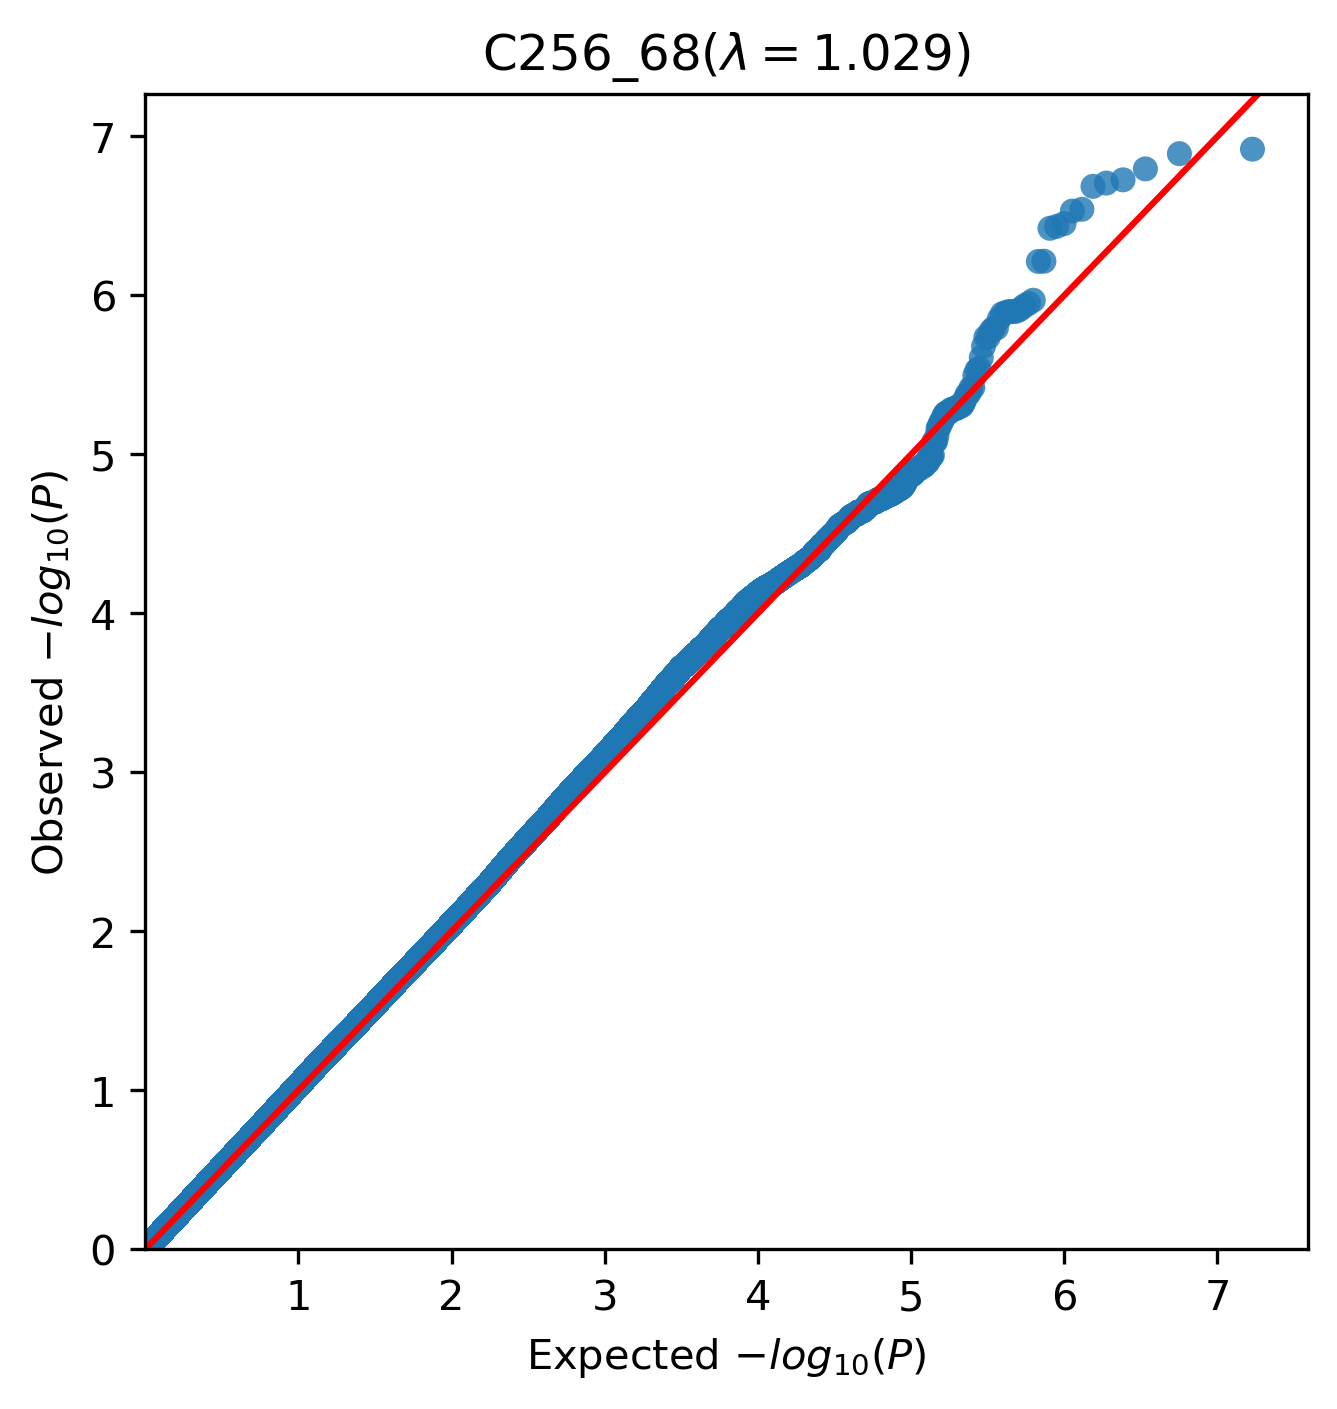 C256_68(λ = 1.029)
7
6
5
4
3
2
1
0
Observed −log₁₀(P)
1 2 3 4 5 6 7
Expected −log₁₀(P)